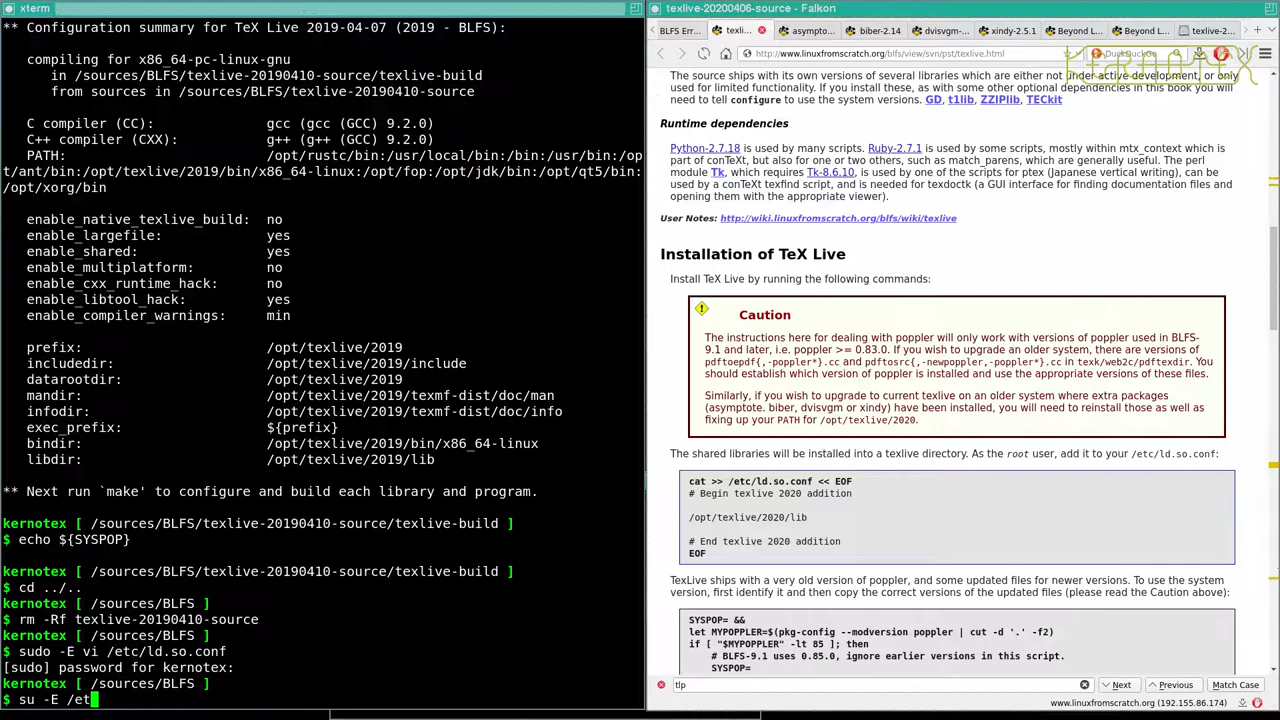 xterm
** Configuration summary for TeX Live 2019-04-07 (2019 - BLFS):
compiling for x86_64-pc-linux-gnu
in /sources/BLFS/texlive-20190410-source/texlive-build
from sources in /sources/BLFS/texlive-20190410-source
C compiler (CC): gcc (gcc (GCC) 9.2.0)
C++ compiler (CXX): g++ (g++ (GCC) 9.2.0)
PATH: /opt/rustc/bin:/usr/local/bin:/bin:/usr/bin:/op
t/ant/bin:/opt/texlive/2019/bin/x86_64-linux:/opt/fop:/opt/jdk/bin:/opt/qt5/bin:
/opt/xorg/bin
enable_native_texlive_build: no
enable_largefile: yes
enable_shared: yes
enable_multiplatform: no
enable_cxx_runtime_hack: no
enable_libtool_hack: yes
enable_compiler_warnings: min
prefix: /opt/texlive/2019
includedir: /opt/texlive/2019/include
datarootdir: /opt/texlive/2019
mandir: /opt/texlive/2019/texmf-dist/doc/man
infodir: /opt/texlive/2019/texmf-dist/doc/info
exec_prefix: ${prefix}
bindir: /opt/texlive/2019/bin/x86_64-linux
libdir: /opt/texlive/2019/lib
** Next run `make' to configure and build each library and program.
kernotex [ /sources/BLFS/texlive-20190410-source/texlive-build ]
$ echo ${SYSPOP}
kernotex [ /sources/BLFS/texlive-20190410-source/texlive-build ]
$ cd ../..
kernotex [ /sources/BLFS ]
$ rm -Rf texlive-20190410-source
kernotex [ /sources/BLFS ]
$ sudo -E vi /etc/ld.so.conf
[sudo] password for kernotex:
kernotex [ /sources/BLFS ]
$ su -E /et
texlive-20200406-source - Falkon
BLFS Err... texli... asympto... biber-2.14 dvisvgm-... xindy-2.5.1 Beyond L... Beyond L... texlive-2...
http://www.linuxfromscratch.org/blfs/view/svn/pst/texlive.html DuckDuckGo
KERNOTEX
The source ships with its own versions of several libraries which are either not under active development, or only
used for limited functionality. If you install these, as with some other optional dependencies in this book you will
need to tell configure to use the system versions. GD, t1lib, ZZIPlib, TECkit
Runtime dependencies
Python-2.7.18 is used by many scripts. Ruby-2.7.1 is used by some scripts, mostly within mtx_context which is
part of conTeXt, but also for one or two others, such as match_parens, which are generally useful. The perl
module Tk, which requires Tk-8.6.10, is used by one of the scripts for ptex (Japanese vertical writing), can be
used by a conTeXt texfind script, and is needed for texdoctk (a GUI interface for finding documentation files and
opening them with the appropriate viewer).
User Notes: http://wiki.linuxfromscratch.org/blfs/wiki/texlive
Installation of TeX Live
Install TeX Live by running the following commands:
Caution
The instructions here for dealing with poppler will only work with versions of poppler used in BLFS-
9.1 and later, i.e. poppler >= 0.83.0. If you wish to upgrade an older system, there are versions of
pdftoepdf{,-poppler*}.cc and pdftosrc{,-newpoppler,-poppler*}.cc in texk/web2c/pdftexdir. You
should establish which version of poppler is installed and use the appropriate versions of these files.
Similarly, if you wish to upgrade to current texlive on an older system where extra packages
(asymptote. biber, dvisvgm or xindy) have been installed, you will need to reinstall those as well as
fixing up your PATH for /opt/texlive/2020.
The shared libraries will be installed into a texlive directory. As the root user, add it to your /etc/ld.so.conf:
cat >> /etc/ld.so.conf << EOF
# Begin texlive 2020 addition
/opt/texlive/2020/lib
# End texlive 2020 addition
EOF
TexLive ships with a very old version of poppler, and some updated files for newer versions. To use the system
version, first identify it and then copy the correct versions of the updated files (please read the Caution above):
SYSPOP= &&
let MYPOPPLER=$(pkg-config --modversion poppler | cut -d '.' -f2)
if [ "$MYPOPPLER" -lt 85 ]; then
# BLFS-9.1 uses 0.85.0, ignore earlier versions in this script.
SYSPOP=
tlp Next Previous Match Case
www.linuxfromscratch.org (192.155.86.174)